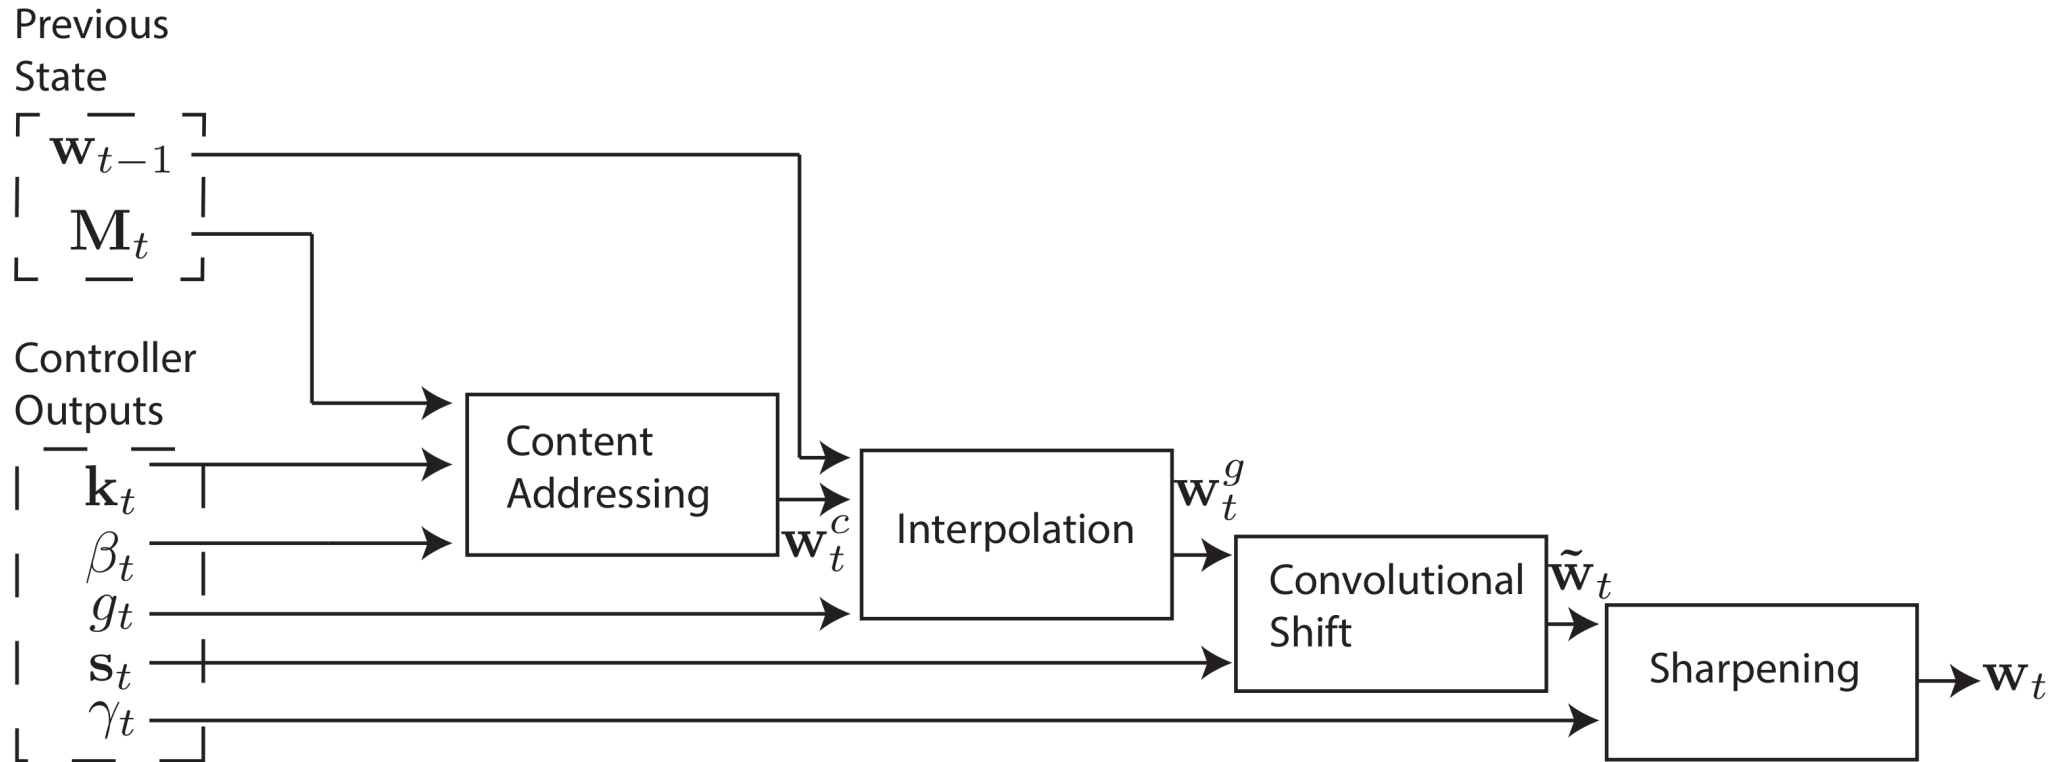 Previous
State
w_{t−1}
M_t
Controller
Outputs
k_t
β_t
g_t
s_t
γ_t
Content
Addressing
w_t^c
Interpolation
w_t^g
Convolutional
Shift
w̃_t
Sharpening
w_t